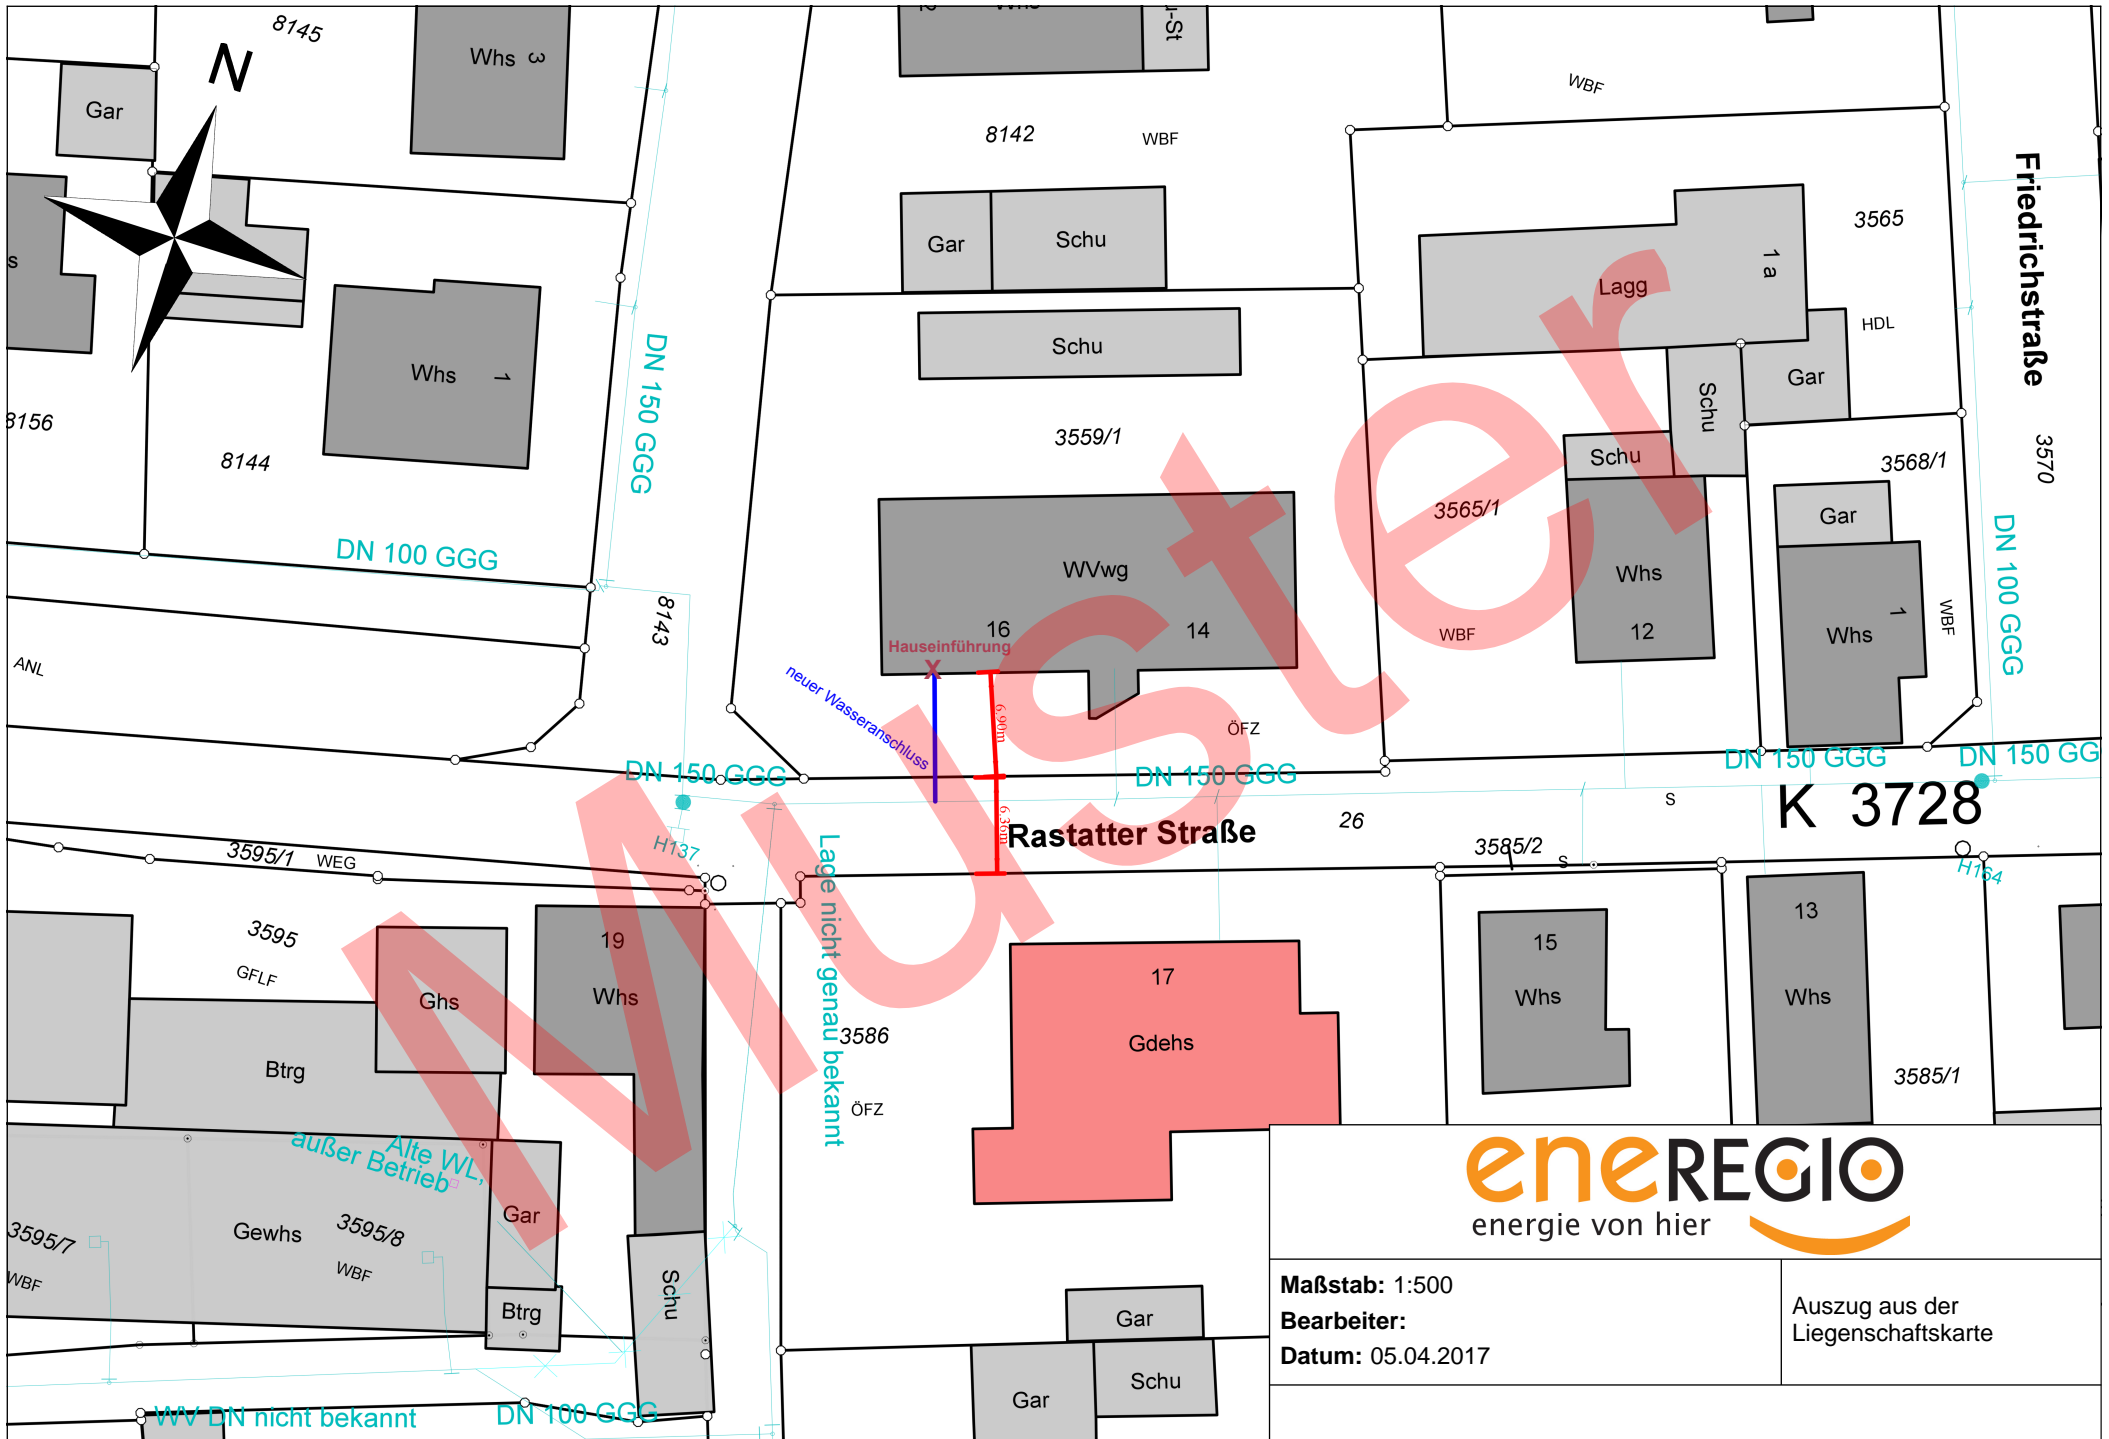 8145
N
Whs 3
Whs
u-St
Gar
8142
WBF
WBF
Friedrichstraße
3565
Gar
Schu
1 a
Lagg
HDL
s
Schu
Gar
Schu
Whs 1
DN 150 GGG
8156
8144
3559/1
Schu
3568/1
3570
3565/1
Gar
DN 100 GGG
DN 100 GGG
WVwg
Whs
12
WBF
Whs 1
WBF
8143
16
14
Hauseinführung
X
ANL
neuer Wasseranschluss
6,90m
ÖFZ
DN 150 GGG
DN 150 GGG
DN 150 GGG
DN 150 GG
K 3728
S
6,36m
Rastatter Straße
26
3585/2
S
H137
H164
3595/1
WEG
Lage nicht genau bekannt
3595
GFLF
19
Whs
Ghs
17
Gdehs
15
Whs
13
Whs
3586
ÖFZ
3585/1
Btrg
Alte WL,
außer Betrieb
Gar
3595/7
Gewhs
3595/8
WBF
WBF
Btrg
Schu
Gar
Gar
Schu
WV DN nicht bekannt
DN 100 GGG
Muster
eneREGIO
energie von hier
Maßstab: 1:500
Bearbeiter:
Datum: 05.04.2017
Auszug aus der
Liegenschaftskarte